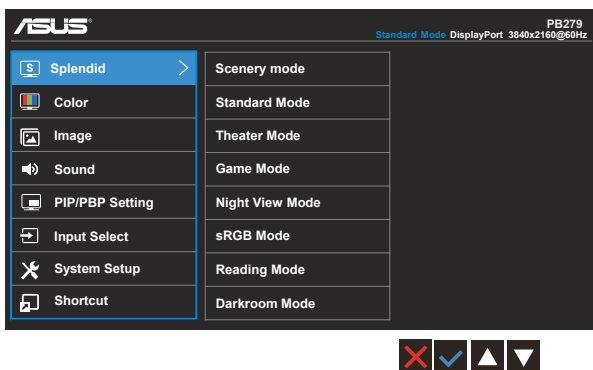 ASUS
PB279
Standard Mode DisplayPort 3840x2160@60Hz
S Splendid
Color
Image
Sound
PIP/PBP Setting
Input Select
System Setup
Shortcut
Scenery mode
Standard Mode
Theater Mode
Game Mode
Night View Mode
sRGB Mode
Reading Mode
Darkroom Mode